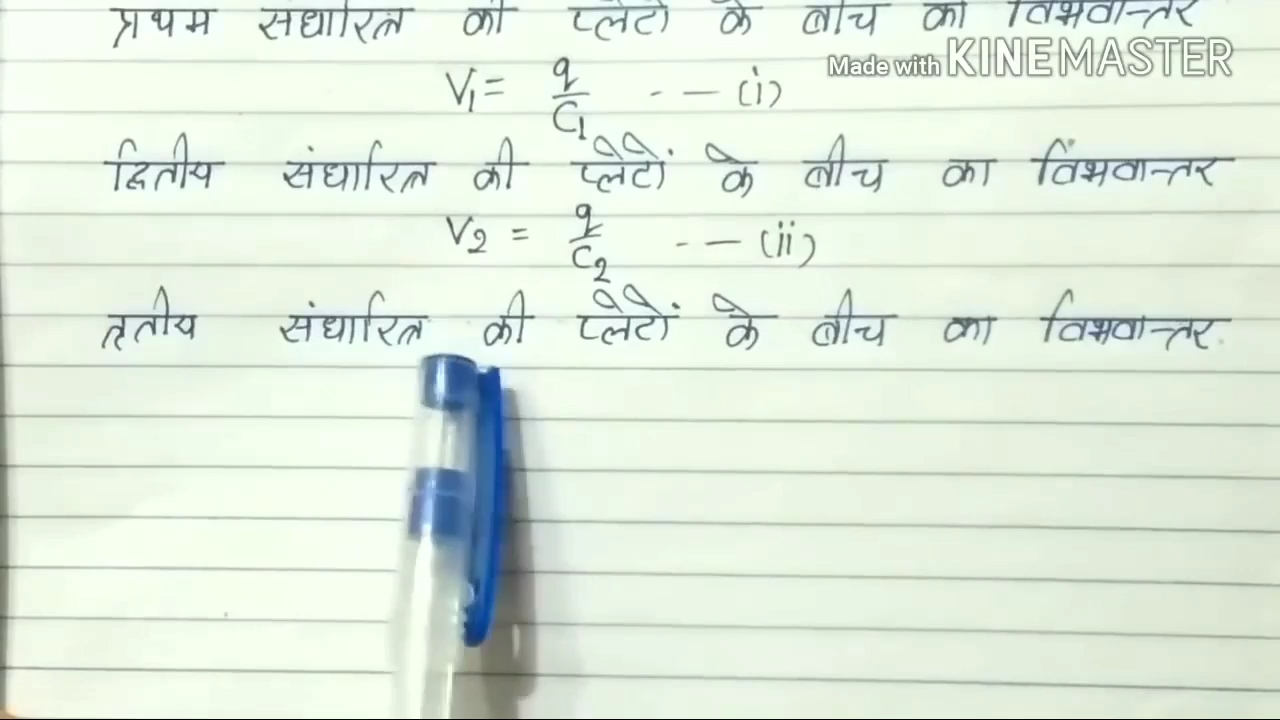 प्रथम संधारित्र की प्लेटों के बीच का विभवान्तर
Made with KINEMASTER
V₁ = q/C₁ -- — (i)
द्वितीय संधारित्र की प्लेटों के बीच का विभवान्तर
V₂ = q/C₂ -- — (ii)
तृतीय संधारित्र की प्लेटों के बीच का विभवान्तर.